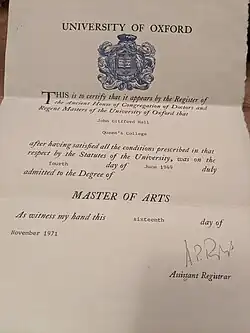 UNIVERSITY OF OXFORD
THIS is to certify that it appears by the Register of
the Ancient House of Congregation of Doctors and
Regent Masters of the University of Oxford that
John Clifford Hall
Queen's College
after having satisfied all the conditions prescribed in that
respect by the Statutes of the University, was on the
fourth day of June 1949 duly
admitted to the Degree of
MASTER OF ARTS
As witness my hand this sixteenth day of
November 1971
Assistant Registrar